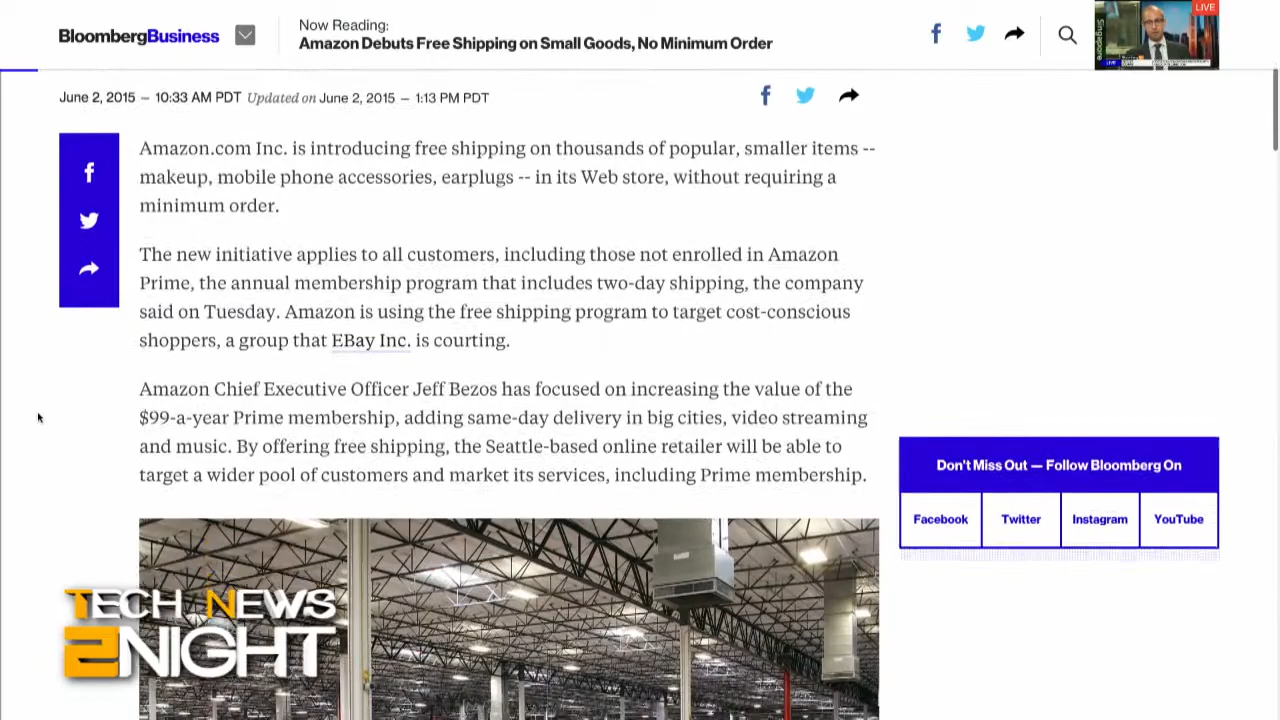 BloombergBusiness
Now Reading:
Amazon Debuts Free Shipping on Small Goods, No Minimum Order
LIVE
Singapore
June 2, 2015 — 10:33 AM PDT Updated on June 2, 2015 — 1:13 PM PDT
Amazon.com Inc. is introducing free shipping on thousands of popular, smaller items --
makeup, mobile phone accessories, earplugs -- in its Web store, without requiring a
minimum order.
The new initiative applies to all customers, including those not enrolled in Amazon
Prime, the annual membership program that includes two-day shipping, the company
said on Tuesday. Amazon is using the free shipping program to target cost-conscious
shoppers, a group that EBay Inc. is courting.
Amazon Chief Executive Officer Jeff Bezos has focused on increasing the value of the
$99-a-year Prime membership, adding same-day delivery in big cities, video streaming
and music. By offering free shipping, the Seattle-based online retailer will be able to
target a wider pool of customers and market its services, including Prime membership.
Don't Miss Out — Follow Bloomberg On
Facebook Twitter Instagram YouTube
TECH NEWS
2NIGHT